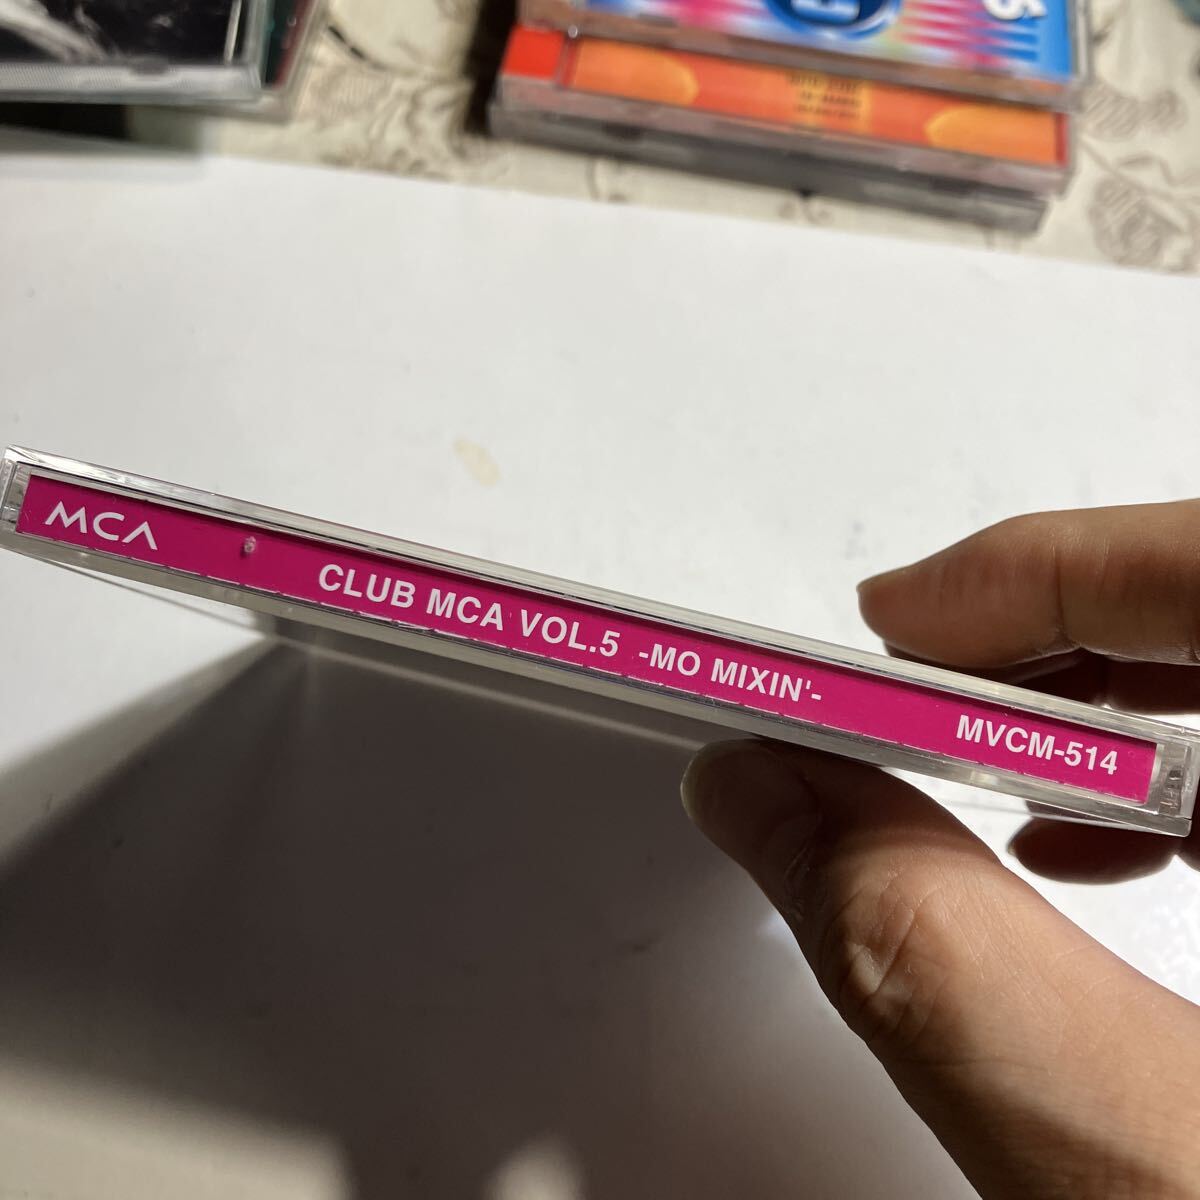 MCA
CLUB MCA VOL.5 -MO MIXIN'-
MVCM-514